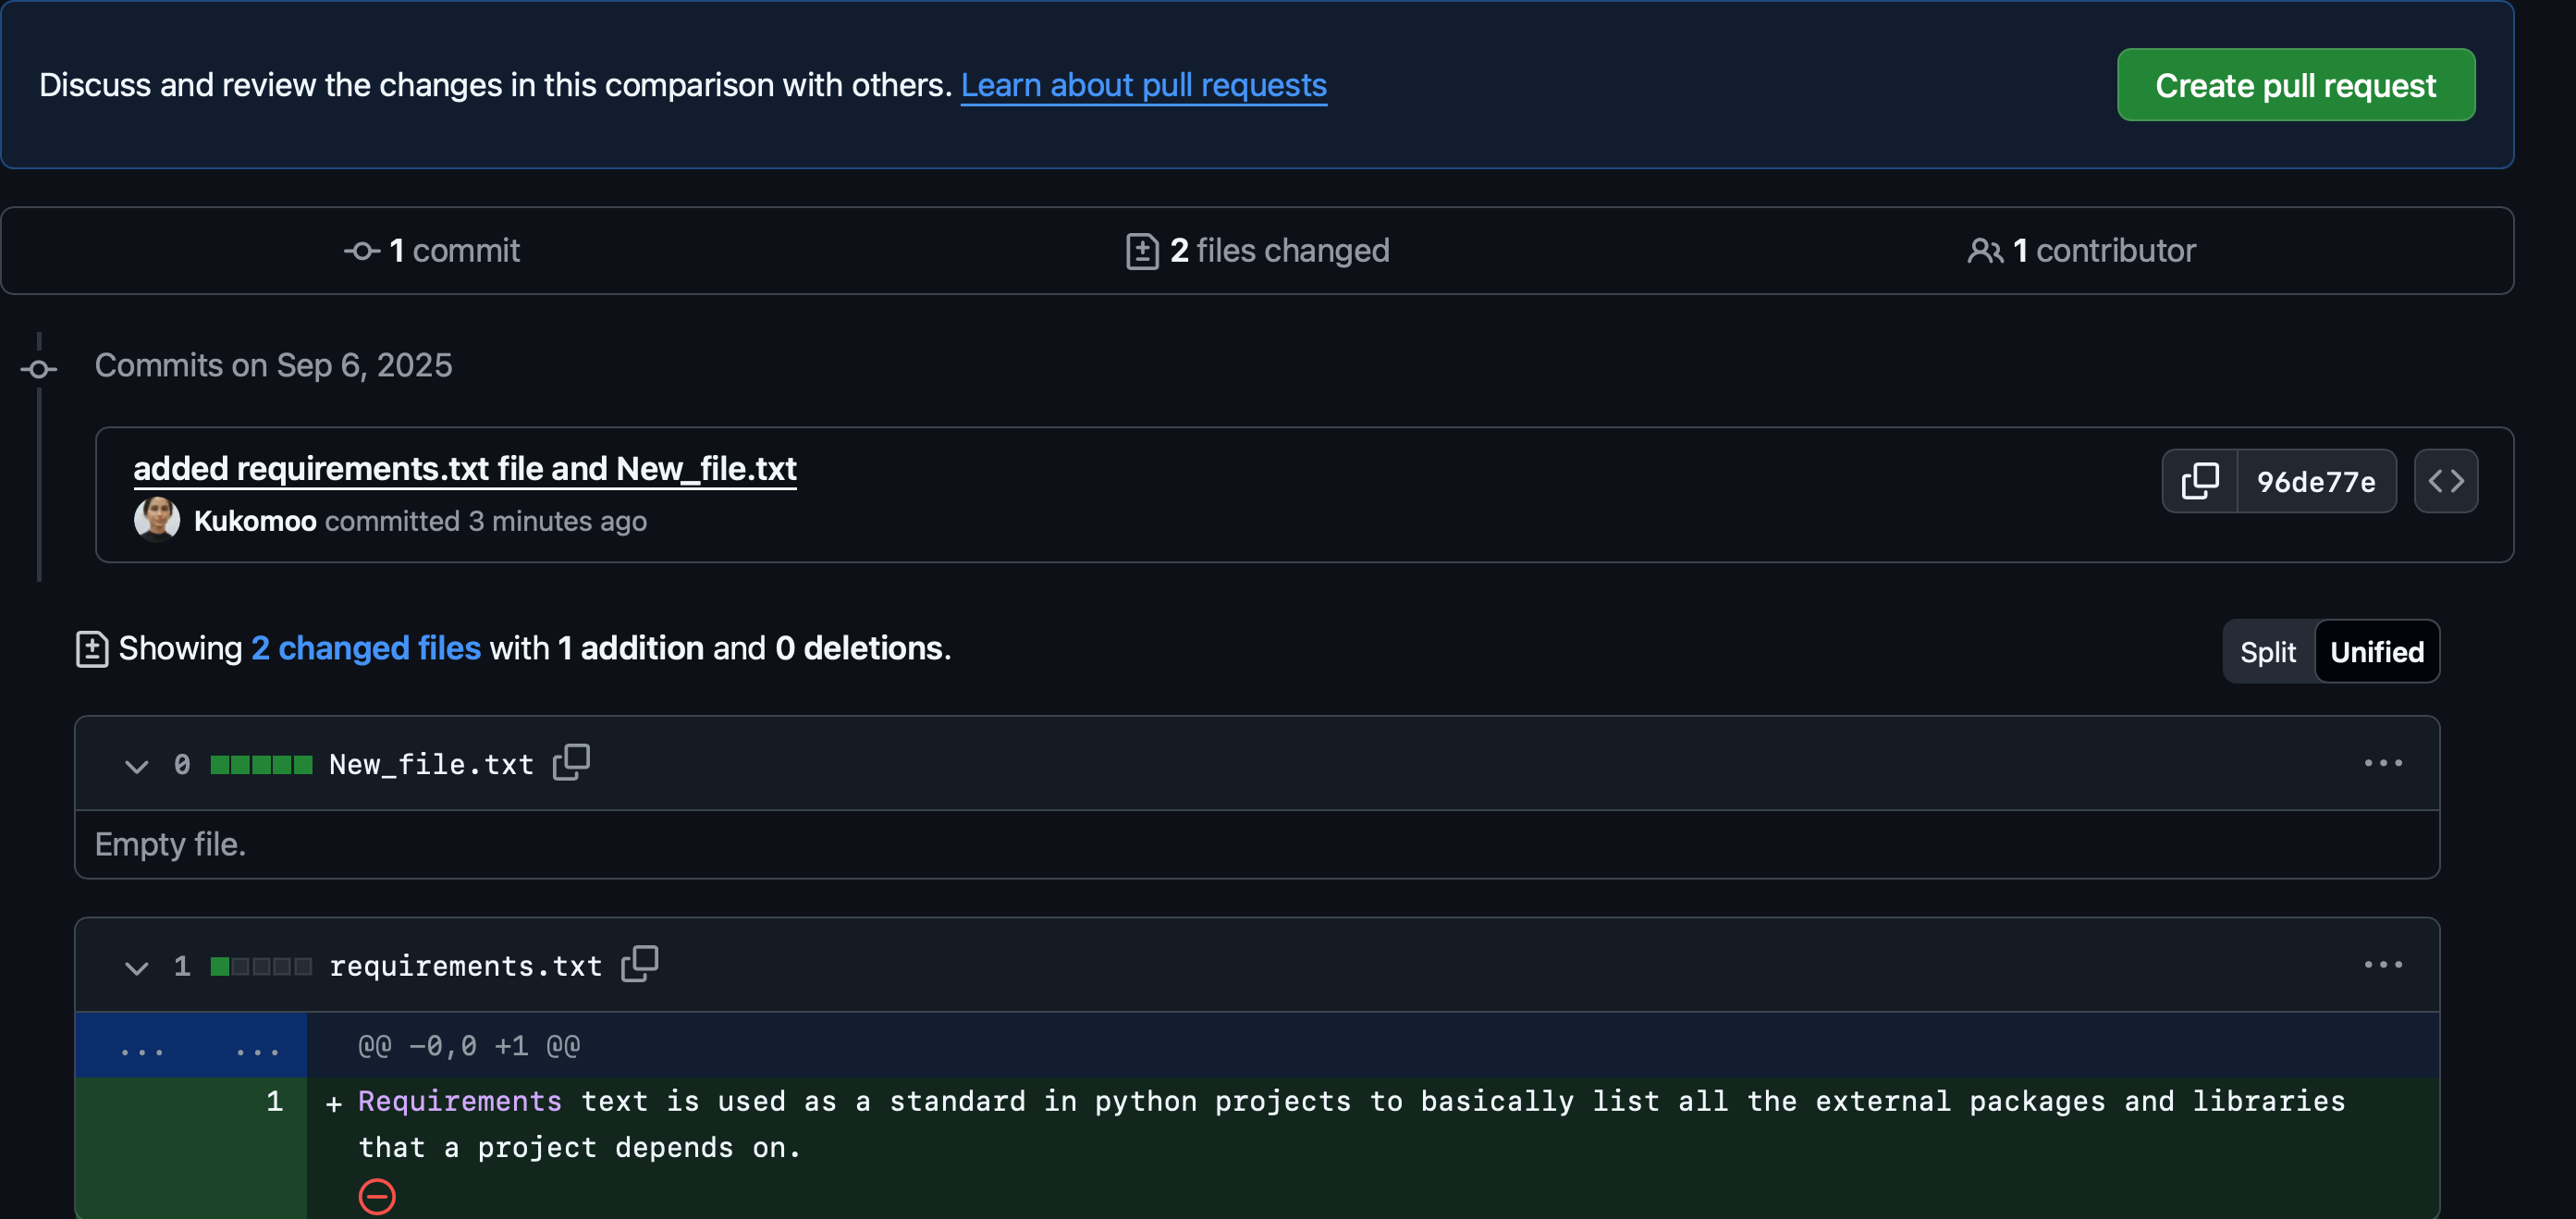 Discuss and review the changes in this comparison with others. Learn about pull requests
Create pull request
1 commit
2 files changed
1 contributor
Commits on Sep 6, 2025
added requirements.txt file and New_file.txt
96de77e
Kukomoo committed 3 minutes ago
Showing 2 changed files with 1 addition and 0 deletions.
Split
Unified
0 New_file.txt
...
Empty file.
1 requirements.txt
...
... ... @@ -0,0 +1 @@
1 + Requirements text is used as a standard in python projects to basically list all the external packages and libraries
that a project depends on.